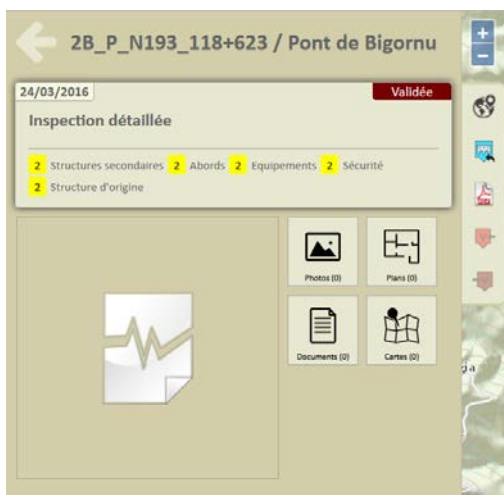 2B_P_N193_118+623 / Pont de Bigornu
24/03/2016
Validée
Inspection détaillée
2 Structures secondaires 2 Abords 2 Equipements 2 Sécurité
2 Structure d'origine
Photos (0)
Plans (0)
Documents (0)
Cartes (0)